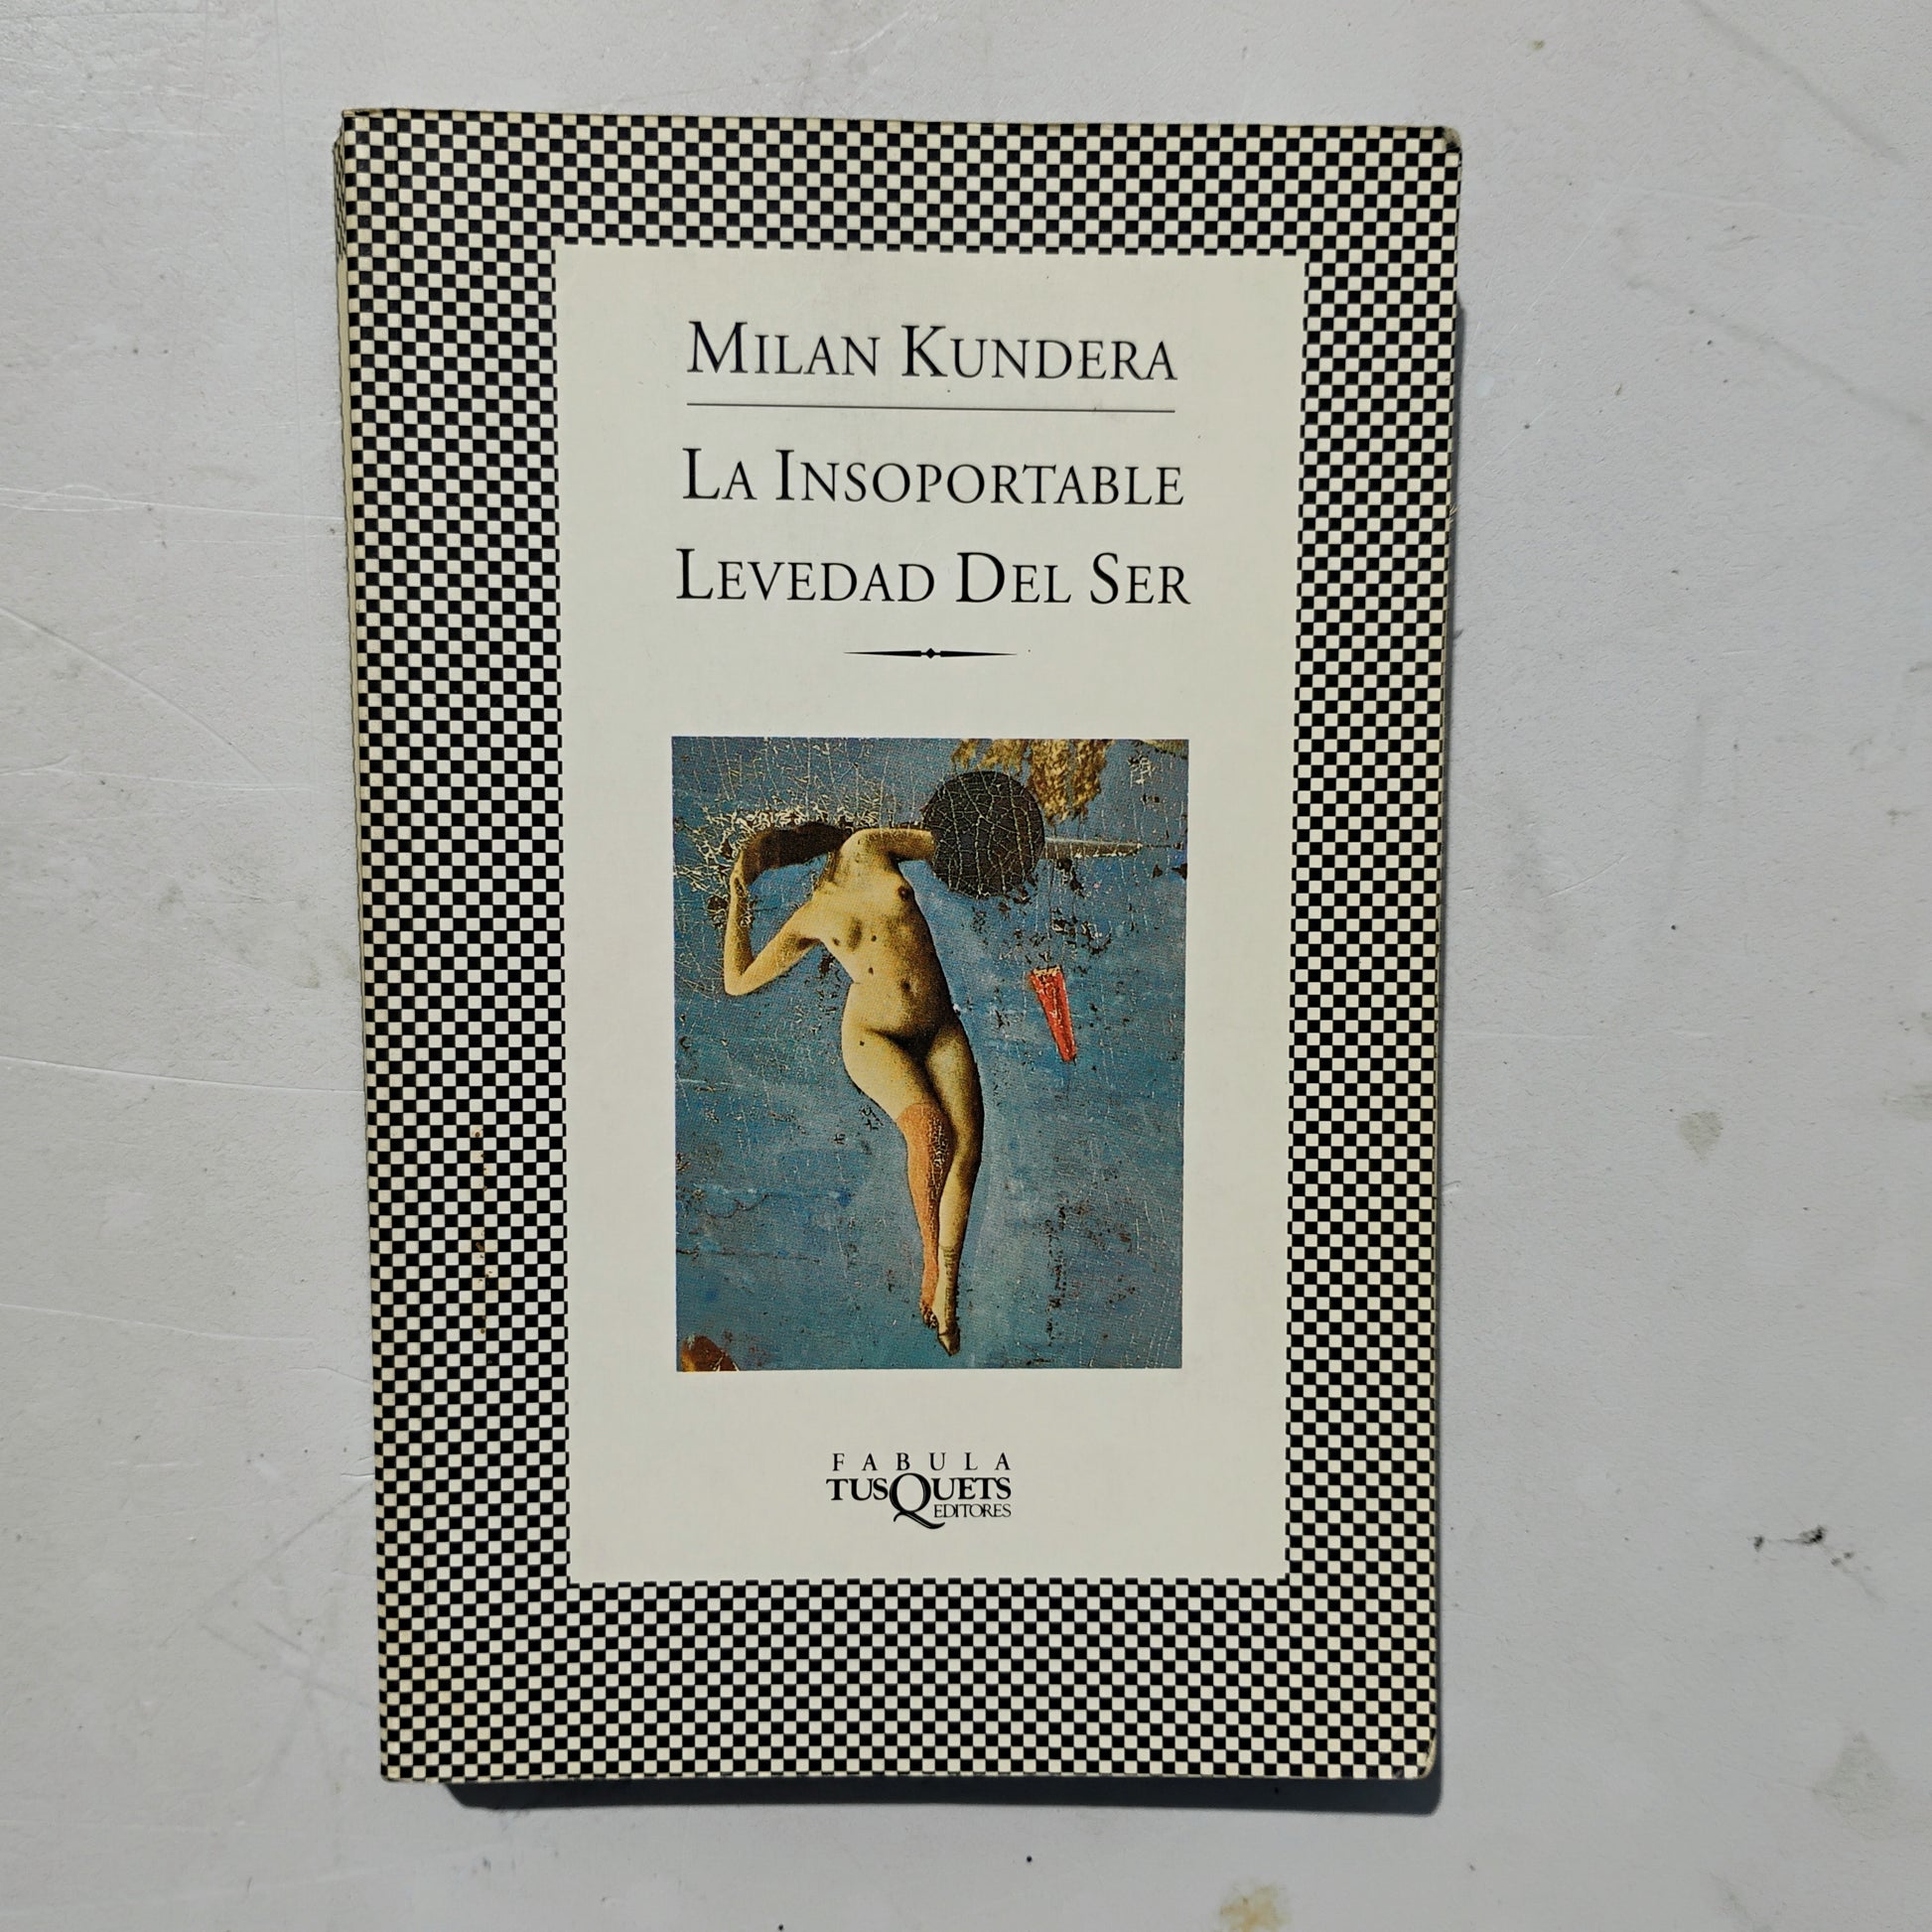 MILAN KUNDERA
LA INSOPORTABLE
LEVEDAD DEL SER
FABULA
TUSQUETS
EDITORES